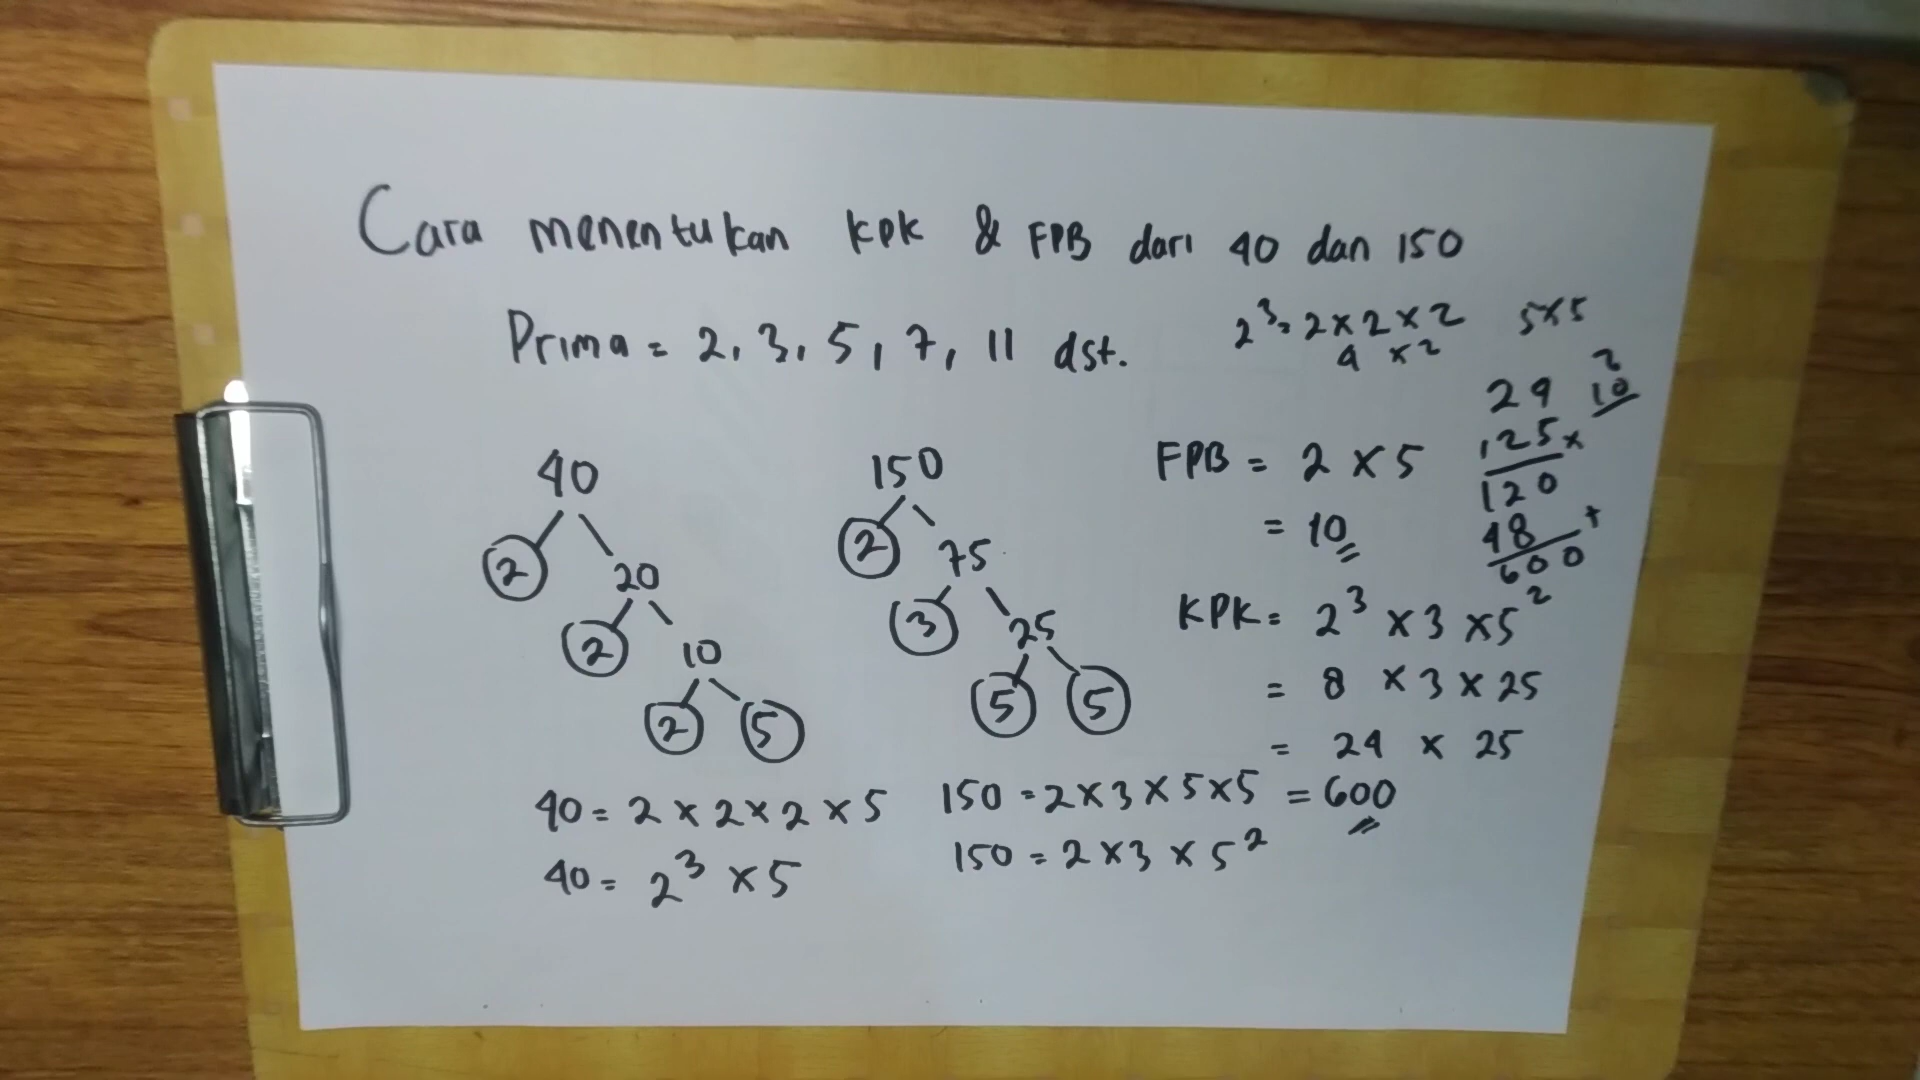 Cara menentukan KPK & FPB dari 40 dan 150
Prima = 2, 3, 5, 7, 11 dst.
2³ = 2 × 2 × 2
4 × 2
5×5
40
2 20
2 10
2 5
40 = 2 × 2 × 2 × 5
40 = 2³ × 5
150
2 75
3 25
5 5
150 = 2 × 3 × 5 × 5
150 = 2 × 3 × 5²
FPB = 2 × 5
= 10
2
24 10
125 ×
120
48 +
600
KPK = 2³ × 3 × 5²
= 8 × 3 × 25
= 24 × 25
= 600